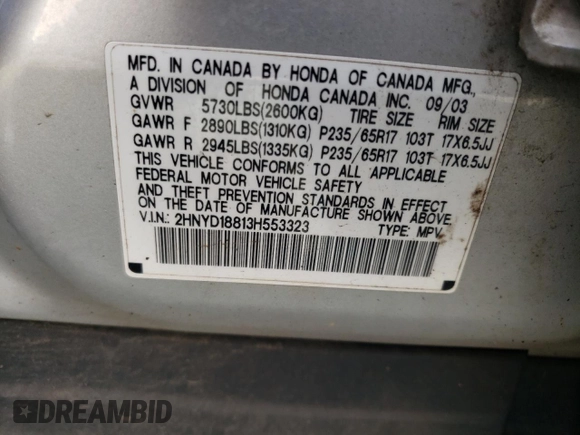 MFD. IN CANADA BY HONDA OF CANADA MFG.,
A DIVISION OF HONDA CANADA INC. 09/03
GVWR 5730LBS(2600KG) TIRE SIZE RIM SIZE
GAWR F 2890LBS(1310KG) P235/65R17 103T 17X6.5JJ
GAWR R 2945LBS(1335KG) P235/65R17 103T 17X6.5JJ
THIS VEHICLE CONFORMS TO ALL APPLICABLE
FEDERAL MOTOR VEHICLE SAFETY
AND THEFT PREVENTION STANDARDS IN EFFECT
ON THE DATE OF MANUFACTURE SHOWN ABOVE.
V.I.N.: 2HNYD18813H553323 TYPE: MPV
DREAMBID